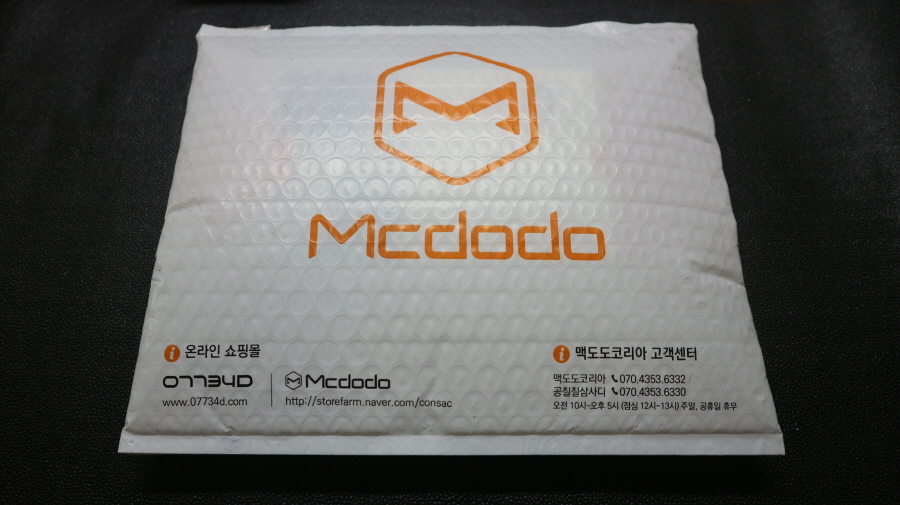 Mcdodo
i 온라인 쇼핑몰
07734D
www.07734d.com
Mcdodo
http://storefarm.naver.com/consac
i 맥도도코리아 고객센터
맥도도코리아 070.4353.6332
공칠칠삼사디 070.4353.6330
오전 10시-오후 5시 (점심 12시~13시) 주말, 공휴일 휴무